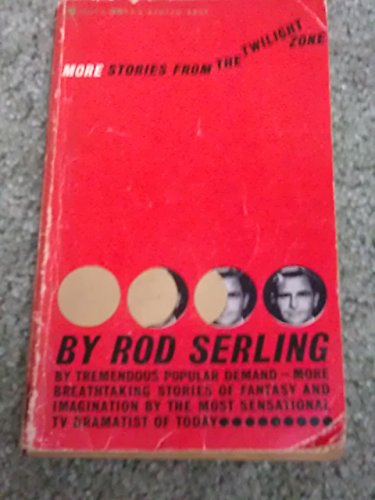 MORE STORIES FROM THE TWILIGHT ZONE
BY ROD SERLING
BY TREMENDOUS POPULAR DEMAND — MORE
BREATHTAKING STORIES OF FANTASY AND
IMAGINATION BY THE MOST SENSATIONAL
TV DRAMATIST OF TODAY